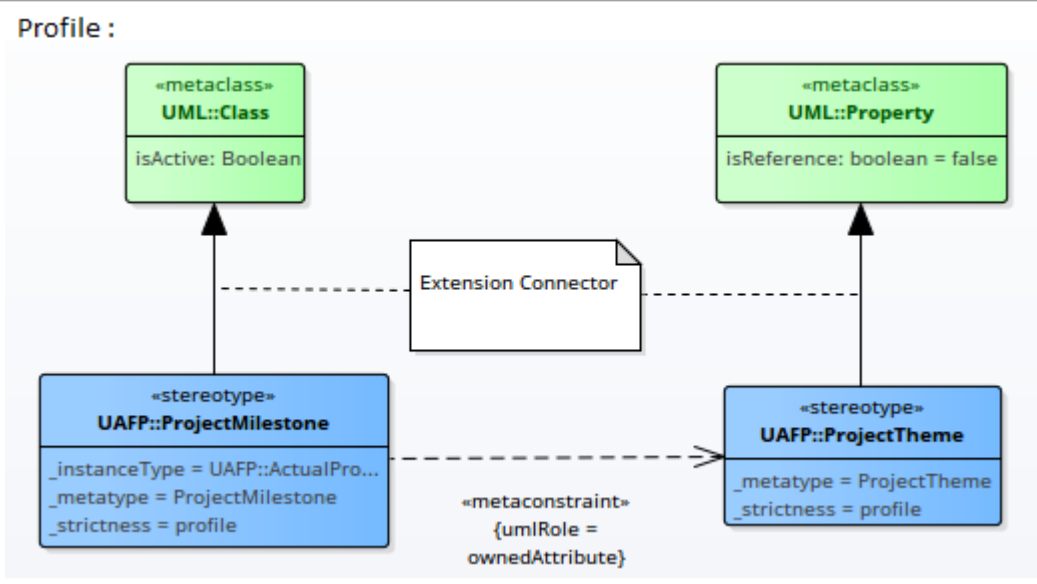 Profile :
«metaclass»
UML::Class
isActive: Boolean
«metaclass»
UML::Property
isReference: boolean = false
Extension Connector
«stereotype»
UAFP::ProjectMilestone
_instanceType = UAFP::ActualPro...
_metatype = ProjectMilestone
_strictness = profile
«metaconstraint»
{umlRole =
ownedAttribute}
«stereotype»
UAFP::ProjectTheme
_metatype = ProjectTheme
_strictness = profile